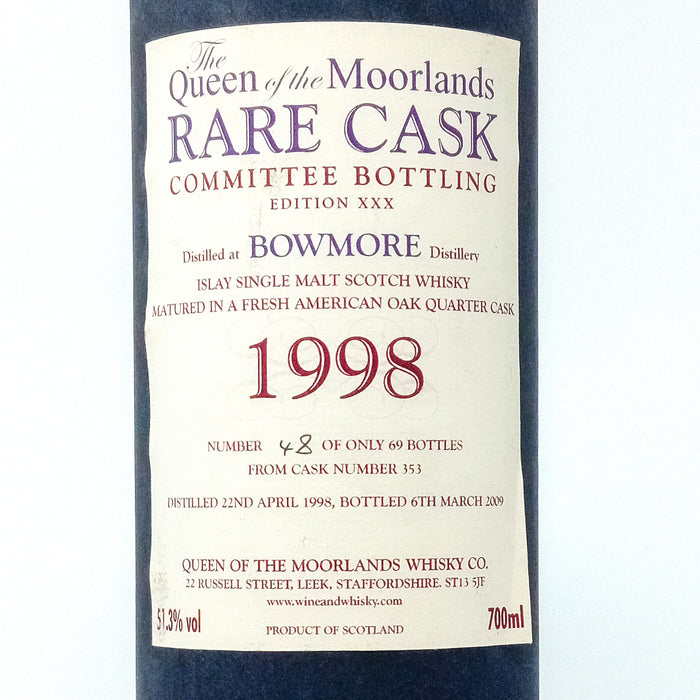 The
Queen of the Moorlands
RARE CASK
COMMITTEE BOTTLING
EDITION XXX
Distilled at BOWMORE Distillery
ISLAY SINGLE MALT SCOTCH WHISKY
MATURED IN A FRESH AMERICAN OAK QUARTER CASK
1998
NUMBER 48 OF ONLY 69 BOTTLES
FROM CASK NUMBER 353
DISTILLED 22ND APRIL 1998, BOTTLED 6TH MARCH 2009
QUEEN OF THE MOORLANDS WHISKY CO.
22 RUSSELL STREET, LEEK, STAFFORDSHIRE. ST13 5JF
www.wineandwhisky.com
51.3% vol 700ml
PRODUCT OF SCOTLAND